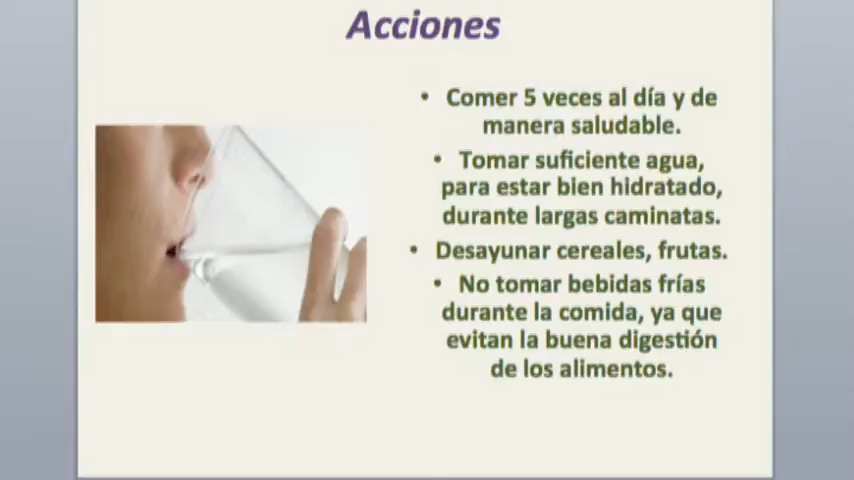 Acciones
• Comer 5 veces al día y de
manera saludable.
• Tomar suficiente agua,
para estar bien hidratado,
durante largas caminatas.
• Desayunar cereales, frutas.
• No tomar bebidas frías
durante la comida, ya que
evitan la buena digestión
de los alimentos.